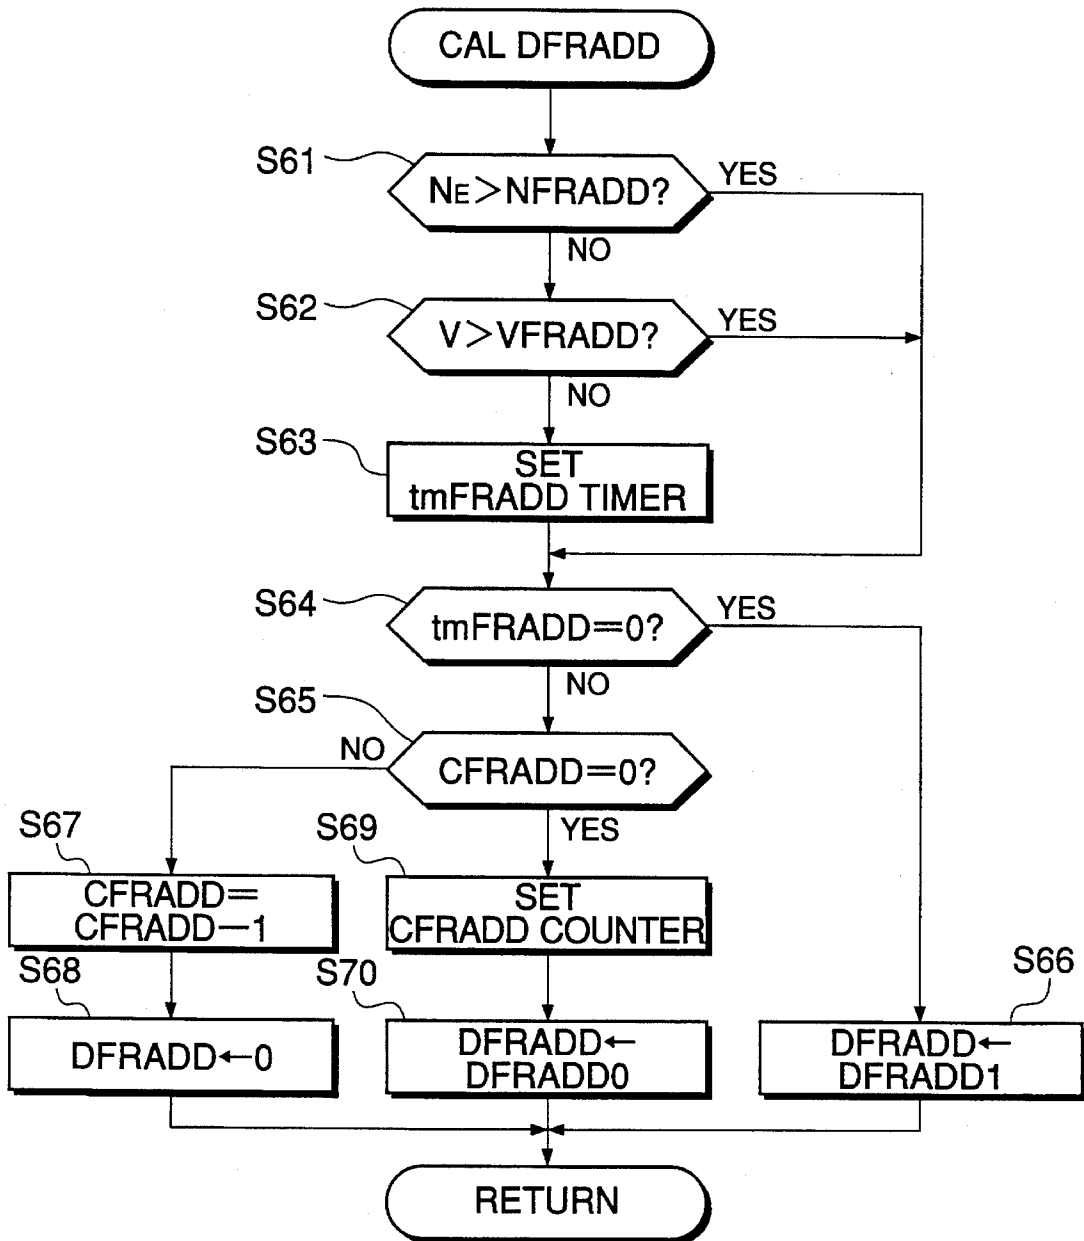 CAL DFRADD
S61
NE>NFRADD?
YES
NO
S62
V>VFRADD?
YES
NO
S63
SET
tmFRADD TIMER
S64
tmFRADD=0?
YES
NO
S65
CFRADD=0?
NO
YES
S67
CFRADD=
CFRADD−1
S69
SET
CFRADD COUNTER
S68
DFRADD←0
S70
DFRADD←
DFRADD0
S66
DFRADD←
DFRADD1
RETURN